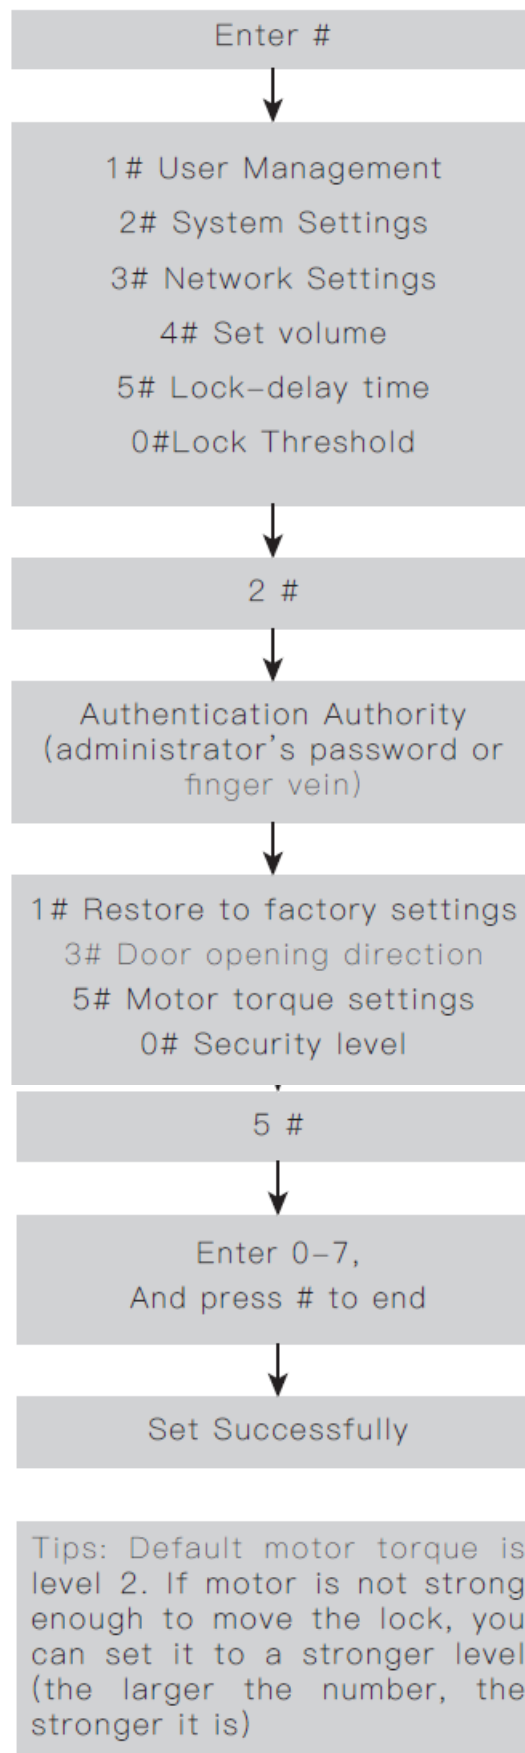 Enter #
1# User Management
2# System Settings
3# Network Settings
4# Set volume
5# Lock-delay time
0#Lock Threshold
2 #
Authentication Authority
(administrator's password or
finger vein)
1# Restore to factory settings
3# Door opening direction
5# Motor torque settings
0# Security level
5 #
Enter 0-7,
And press # to end
Set Successfully
Tips: Default motor torque is
level 2. If motor is not strong
enough to move the lock, you
can set it to a stronger level
(the larger the number, the
stronger it is)